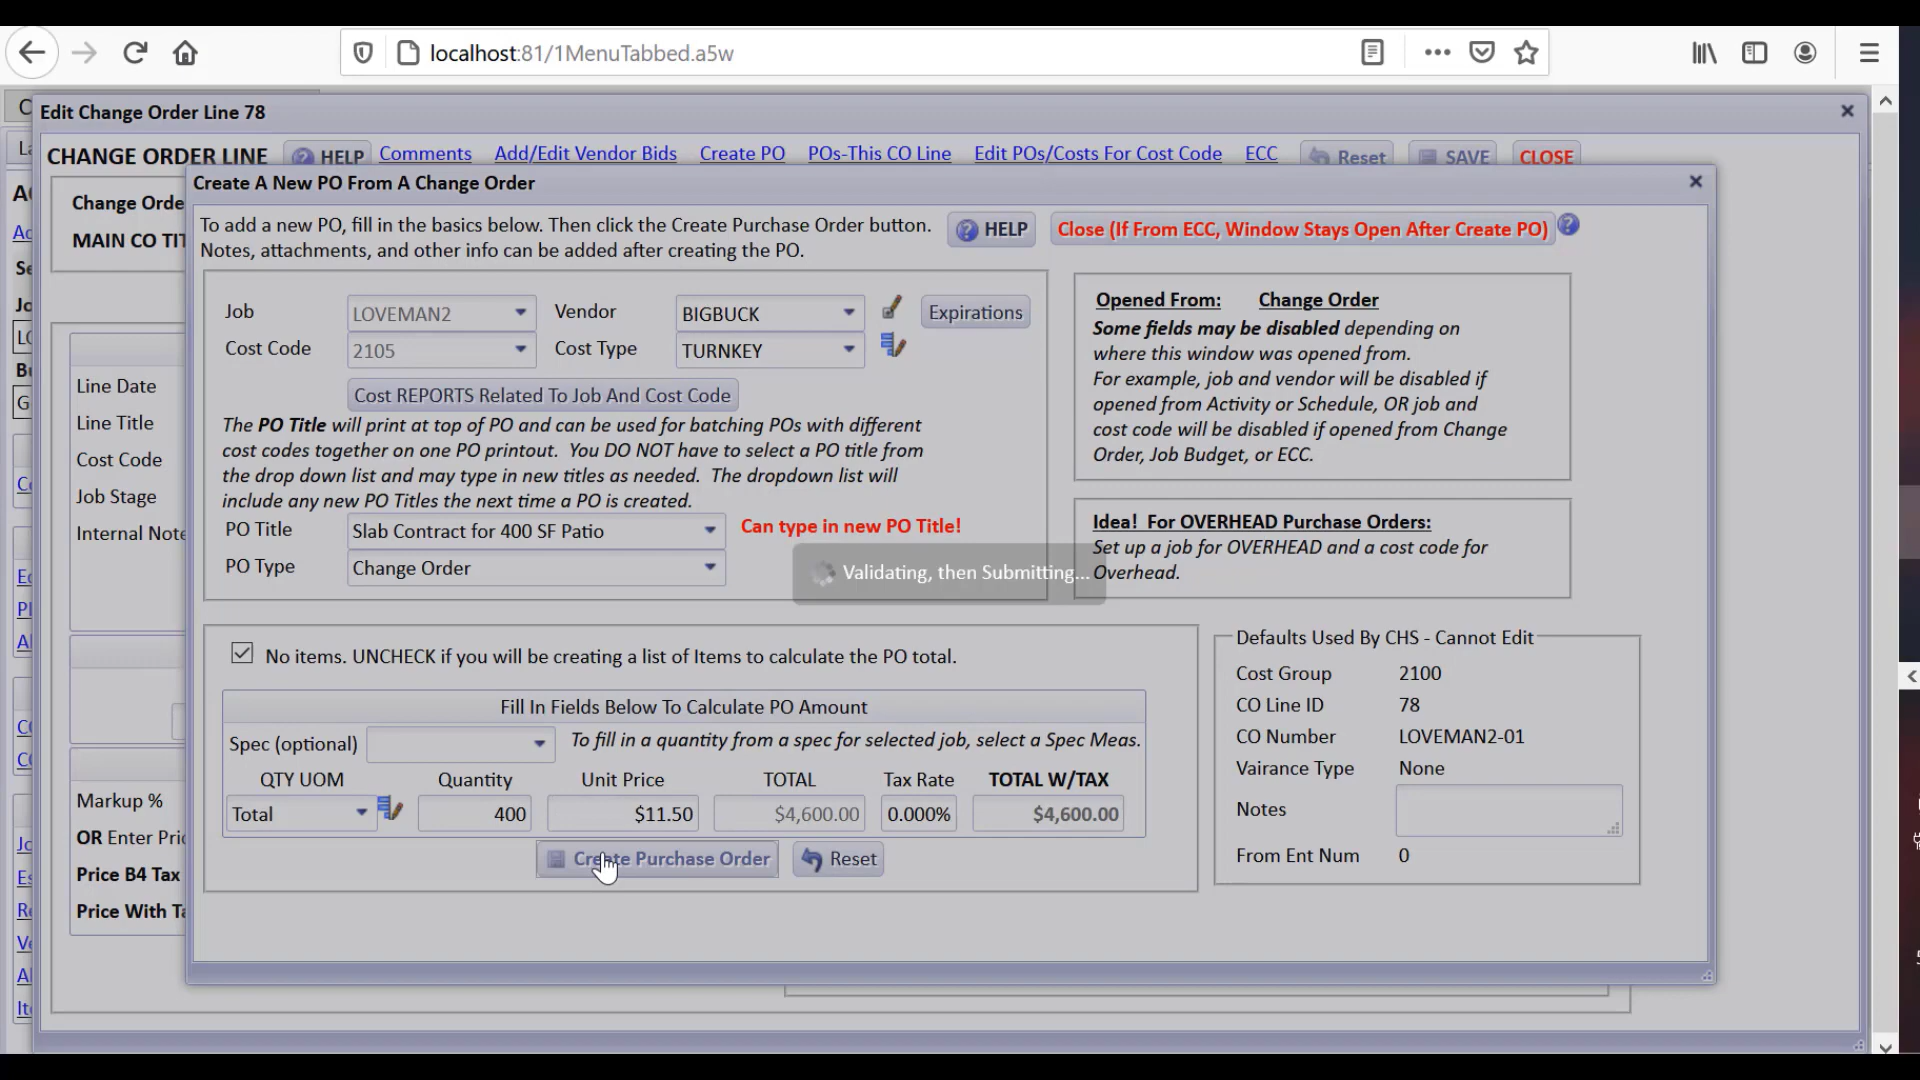 localhost:81/1MenuTabbed.a5w
Edit Change Order Line 78
CHANGE ORDER LINE HELP Comments Add/Edit Vendor Bids Create PO POs-This CO Line Edit POs/Costs For Cost Code ECC Reset SAVE CLOSE
Create A New PO From A Change Order
Change Orde
MAIN CO TIT
To add a new PO, fill in the basics below. Then click the Create Purchase Order button.
Notes, attachments, and other info can be added after creating the PO.
HELP
Close (If From ECC, Window Stays Open After Create PO)
Job LOVEMAN2 Vendor BIGBUCK Expirations
Cost Code 2105 Cost Type TURNKEY
Cost REPORTS Related To Job And Cost Code
The PO Title will print at top of PO and can be used for batching POs with different
cost codes together on one PO printout. You DO NOT have to select a PO title from
the drop down list and may type in new titles as needed. The dropdown list will
include any new PO Titles the next time a PO is created.
PO Title Slab Contract for 400 SF Patio Can type in new PO Title!
PO Type Change Order
Validating, then Submitting...
Opened From: Change Order
Some fields may be disabled depending on
where this window was opened from.
For example, job and vendor will be disabled if
opened from Activity or Schedule, OR job and
cost code will be disabled if opened from Change
Order, Job Budget, or ECC.
Idea! For OVERHEAD Purchase Orders:
Set up a job for OVERHEAD and a cost code for
Overhead.
Line Date
Line Title
Cost Code
Job Stage
Internal Note
No items. UNCHECK if you will be creating a list of Items to calculate the PO total.
Fill In Fields Below To Calculate PO Amount
Spec (optional) To fill in a quantity from a spec for selected job, select a Spec Meas.
QTY UOM Quantity Unit Price TOTAL Tax Rate TOTAL W/TAX
Total 400 $11.50 $4,600.00 0.000% $4,600.00
Create Purchase Order Reset
Defaults Used By CHS - Cannot Edit
Cost Group 2100
CO Line ID 78
CO Number LOVEMAN2-01
Vairance Type None
Notes
From Ent Num 0
Markup %
OR Enter Pric
Price B4 Tax
Price With Ta